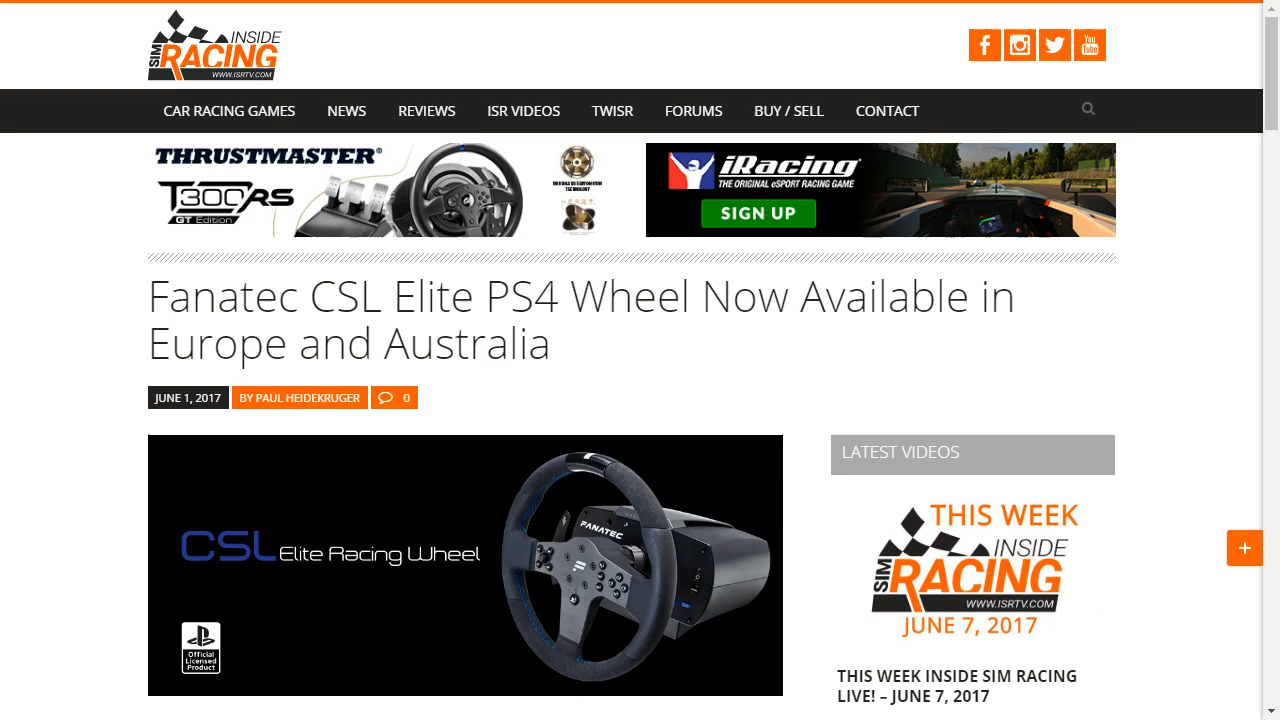 INSIDE
SIM
RACING
WWW.ISRTV.COM
You
Tube
CAR RACING GAMES NEWS REVIEWS ISR VIDEOS TWISR FORUMS BUY / SELL CONTACT
THRUSTMASTER®
T300RS
GT Edition
H.E.A.R.T
iRacing
THE ORIGINAL eSPORT RACING GAME
SIGN UP
Fanatec CSL Elite PS4 Wheel Now Available in
Europe and Australia
JUNE 1, 2017 BY PAUL HEIDEKRUGER 0
CSL Elite Racing Wheel
FANATEC
Official
Licensed
Product
LATEST VIDEOS
THIS WEEK
INSIDE
SIM
RACING
WWW.ISRTV.COM
JUNE 7, 2017
THIS WEEK INSIDE SIM RACING
LIVE! – JUNE 7, 2017